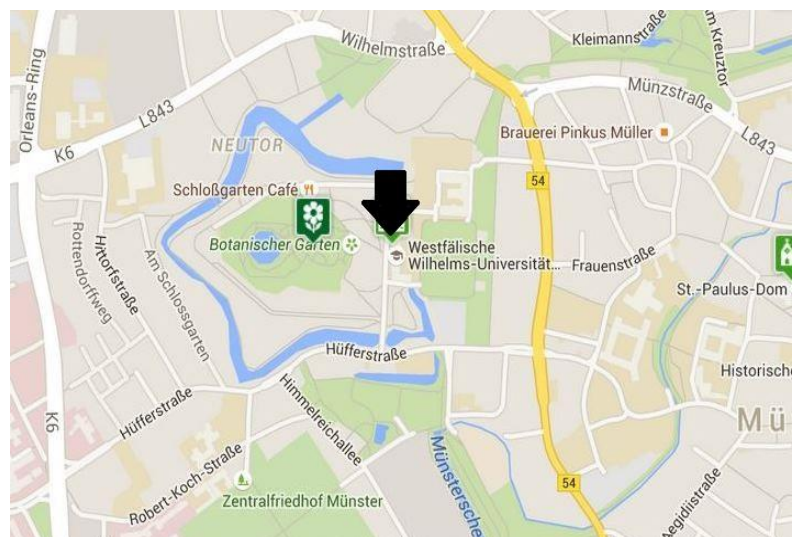 Kleimannstraße
Am Kreuztor
Wilhelmstraße
Orleans-Ring
Münzstraße
L843
K6
NEUTOR
Brauerei Pinkus Müller
L843
54
Schloßgarten Café
Botanischer Garten
Westfälische
Wilhelms-Universität...
Frauenstraße
St.-Paulus-Dom
Rottendorffweg
Hittorfstraße
Am Schlossgarten
Hüfferstraße
Historische
K6
Hüfferstraße
Himmelreichallee
Mü
Robert-Koch-Straße
Münstersche
54
Zentralfriedhof Münster
Aegidiistraße